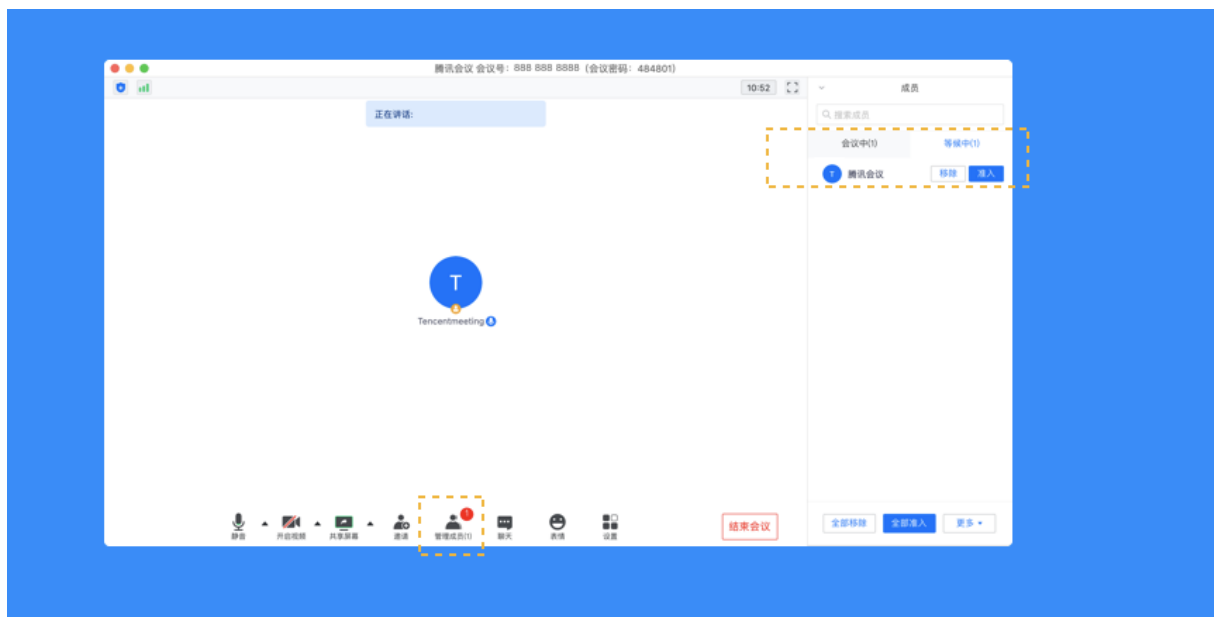 腾讯会议 会议号：888 888 8888（会议密码：484801）
10:52
成员
正在讲话:
搜索成员
会议中(1)
等候中(1)
T
腾讯会议
移除
准入
T
Tencentmeeting
静音
开启视频
共享屏幕
邀请
1
管理成员(1)
聊天
表情
设置
结束会议
全部移除
全部准入
更多